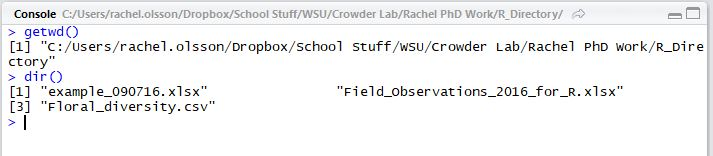 Console C:/Users/rachel.olsson/Dropbox/School Stuff/WSU/Crowder Lab/Rachel PhD Work/R_Directory/
> getwd()
[1] "C:/Users/rachel.olsson/Dropbox/School Stuff/WSU/Crowder Lab/Rachel PhD Work/R_Dire
ctory"
> dir()
[1] "example_090716.xlsx"                "Field_Observations_2016_for_R.xlsx"
[3] "Floral_diversity.csv"
>